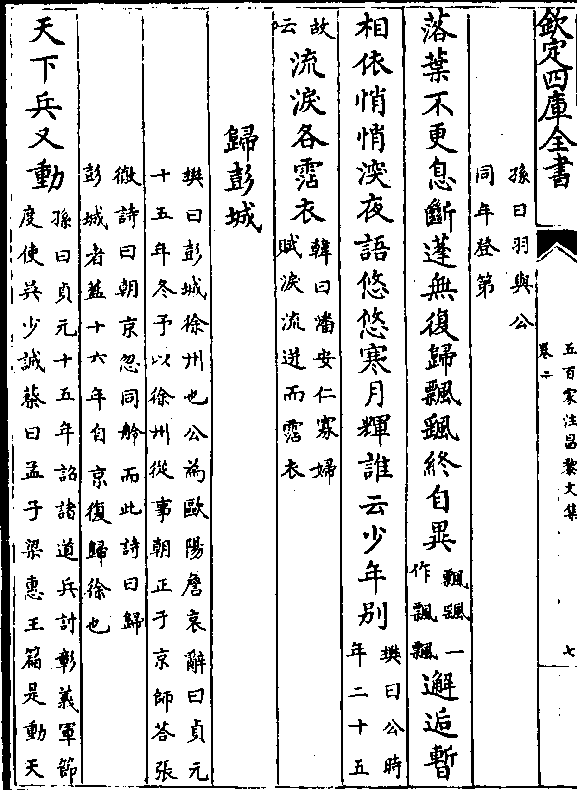 欽定四庫全書
五百家注昌黎文集
卷二
七
孫曰羽與公
同年登第
落葉不更息斷蓬無復歸飄颻終自異
飄颻一
作颻飄
邂逅暫
相依悄悄深夜語悠悠寒月輝誰云少年别
樊曰公時
年二十五
故
云
流淚各霑衣
韓曰潘安仁寡婦
賦淚流迸而霑衣
歸彭城
樊曰彭城徐州也公為歐陽詹哀辭曰貞元
十五年冬予以徐州從事朝正于京師答張
徹詩曰朝京忽同舲而此詩曰歸
彭城者蓋十六年自京復歸徐也
天下兵又動
孫曰貞元十五年詔諸道兵討彰義軍節
度使吳少誠蔡曰孟子梁惠王篇是動天